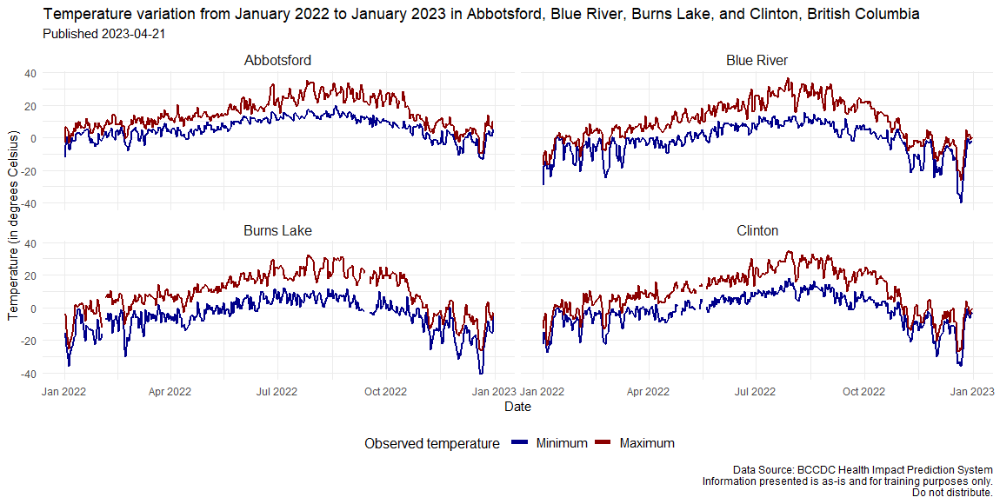 Temperature variation from January 2022 to January 2023 in Abbotsford, Blue River, Burns Lake, and Clinton, British Columbia
Published 2023-04-21
Abbotsford
Blue River
40
20
0
-20
-40
Burns Lake
Clinton
40
20
0
-20
-40
Temperature (in degrees Celsius)
Jan 2022 Apr 2022 Jul 2022 Oct 2022 Jan 2023 Jan 2022 Apr 2022 Jul 2022 Oct 2022 Jan 2023
Date
Observed temperature Minimum Maximum
Data Source: BCCDC Health Impact Prediction System
Information presented is as-is and for training purposes only.
Do not distribute.